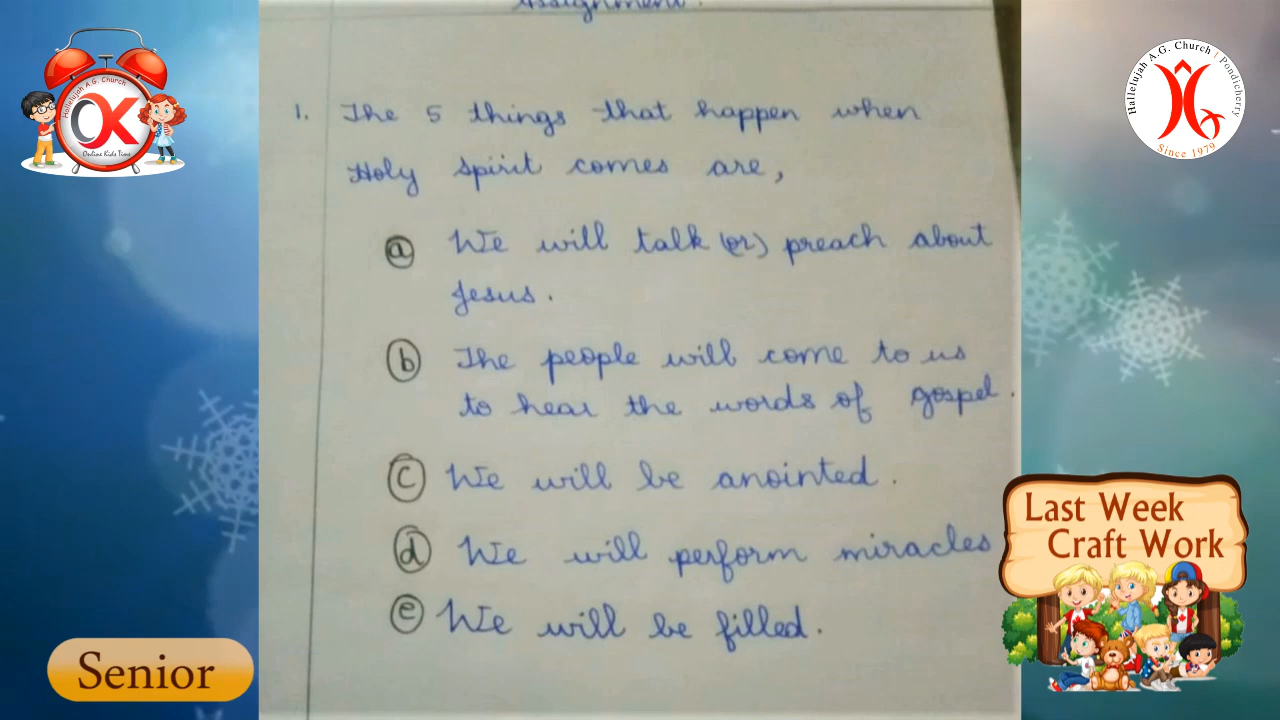 Assignment.
1. The 5 things that happen when
Holy Spirit comes are,
a We will talk (or) preach about
Jesus.
b The people will come to us
to hear the words of gospel.
c We will be anointed.
d We will perform miracles
e We will be filled.
Hallelujah A.G. Church
OK
Online Kids Time
Hallelujah A.G. Church | Pondicherry
Since 1979
Last Week
Craft Work
Senior